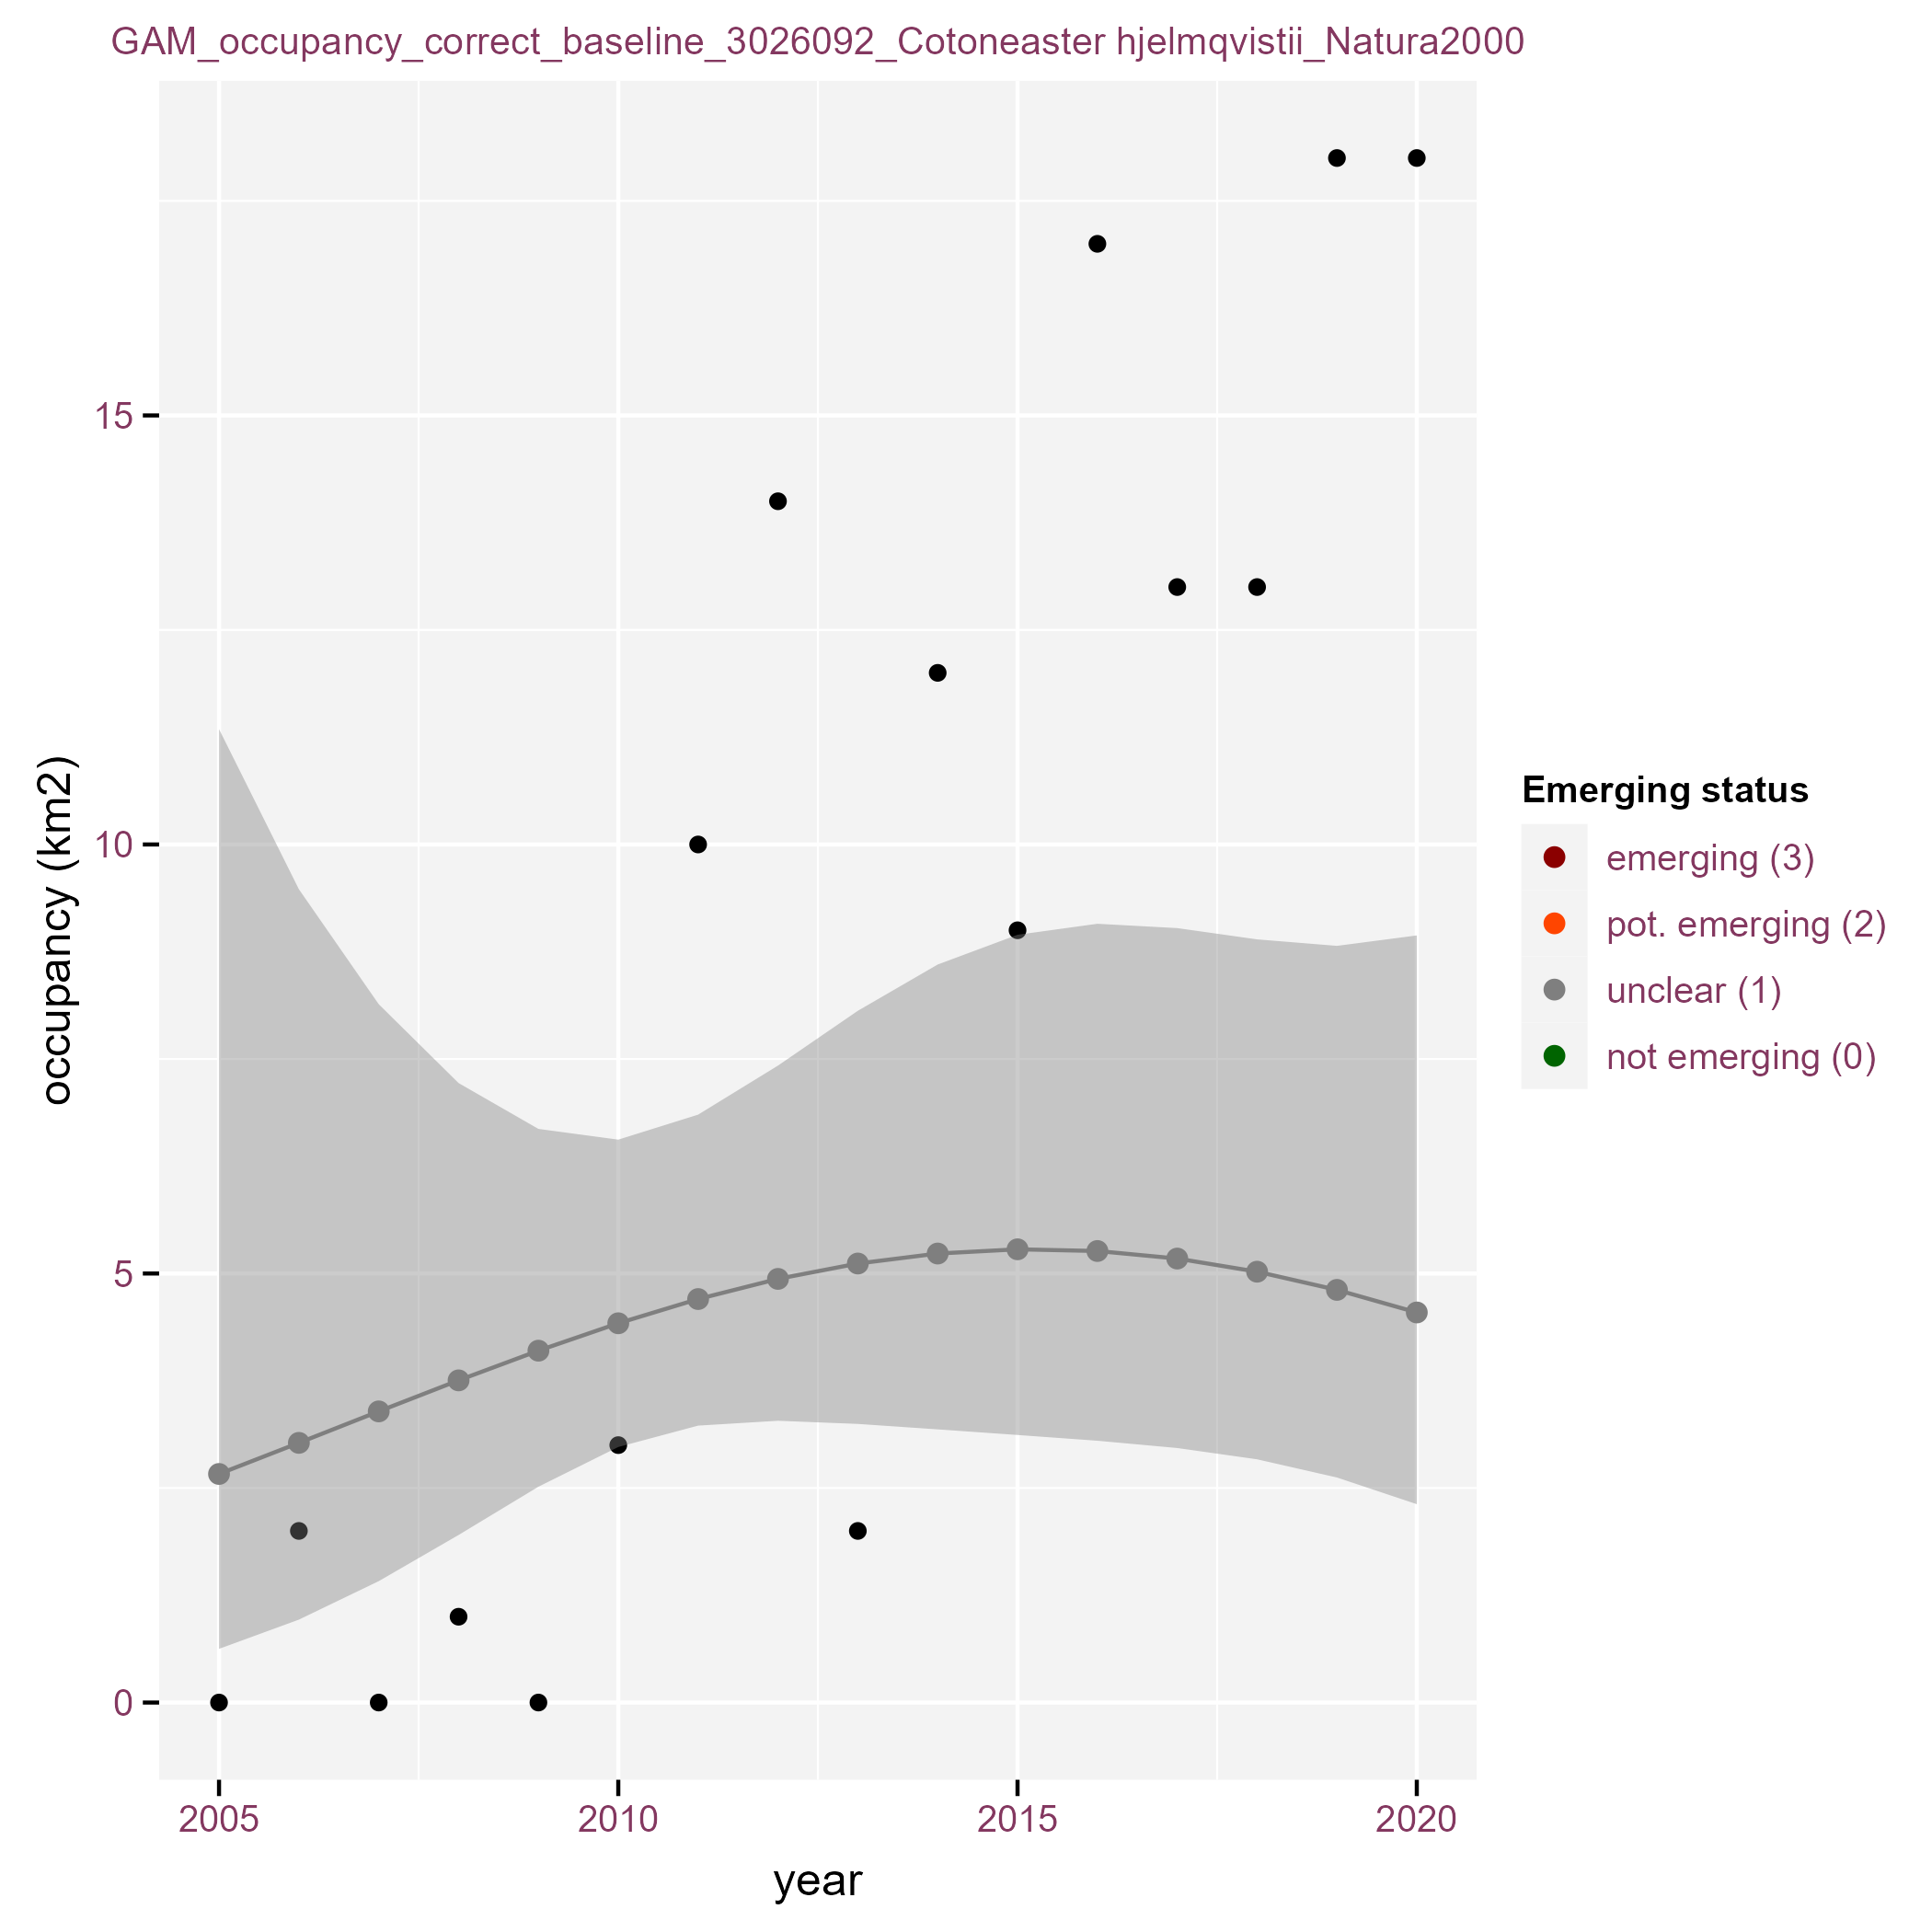 GAM_occupancy_correct_baseline_3026092_Cotoneaster hjelmqvistii_Natura2000
occupancy (km2)
15
10
5
0
2005 2010 2015 2020
year
Emerging status
emerging (3)
pot. emerging (2)
unclear (1)
not emerging (0)